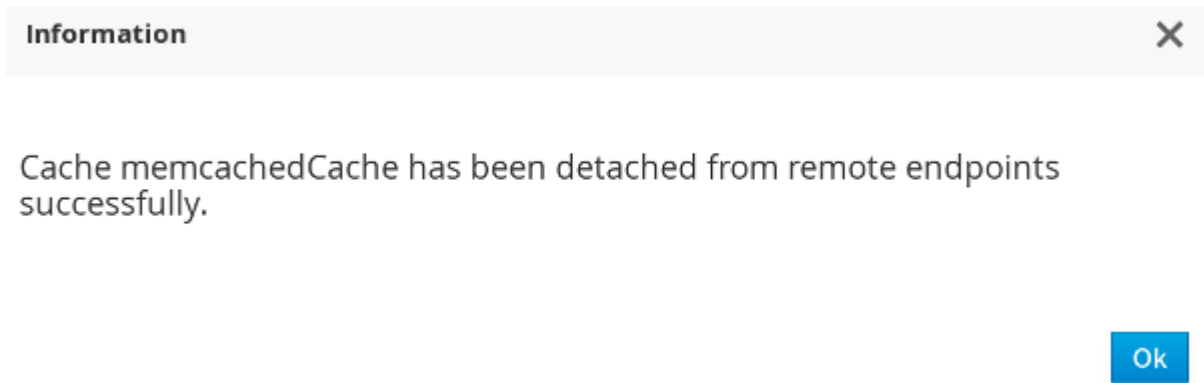 Information
Cache memcachedCache has been detached from remote endpoints
successfully.
Ok